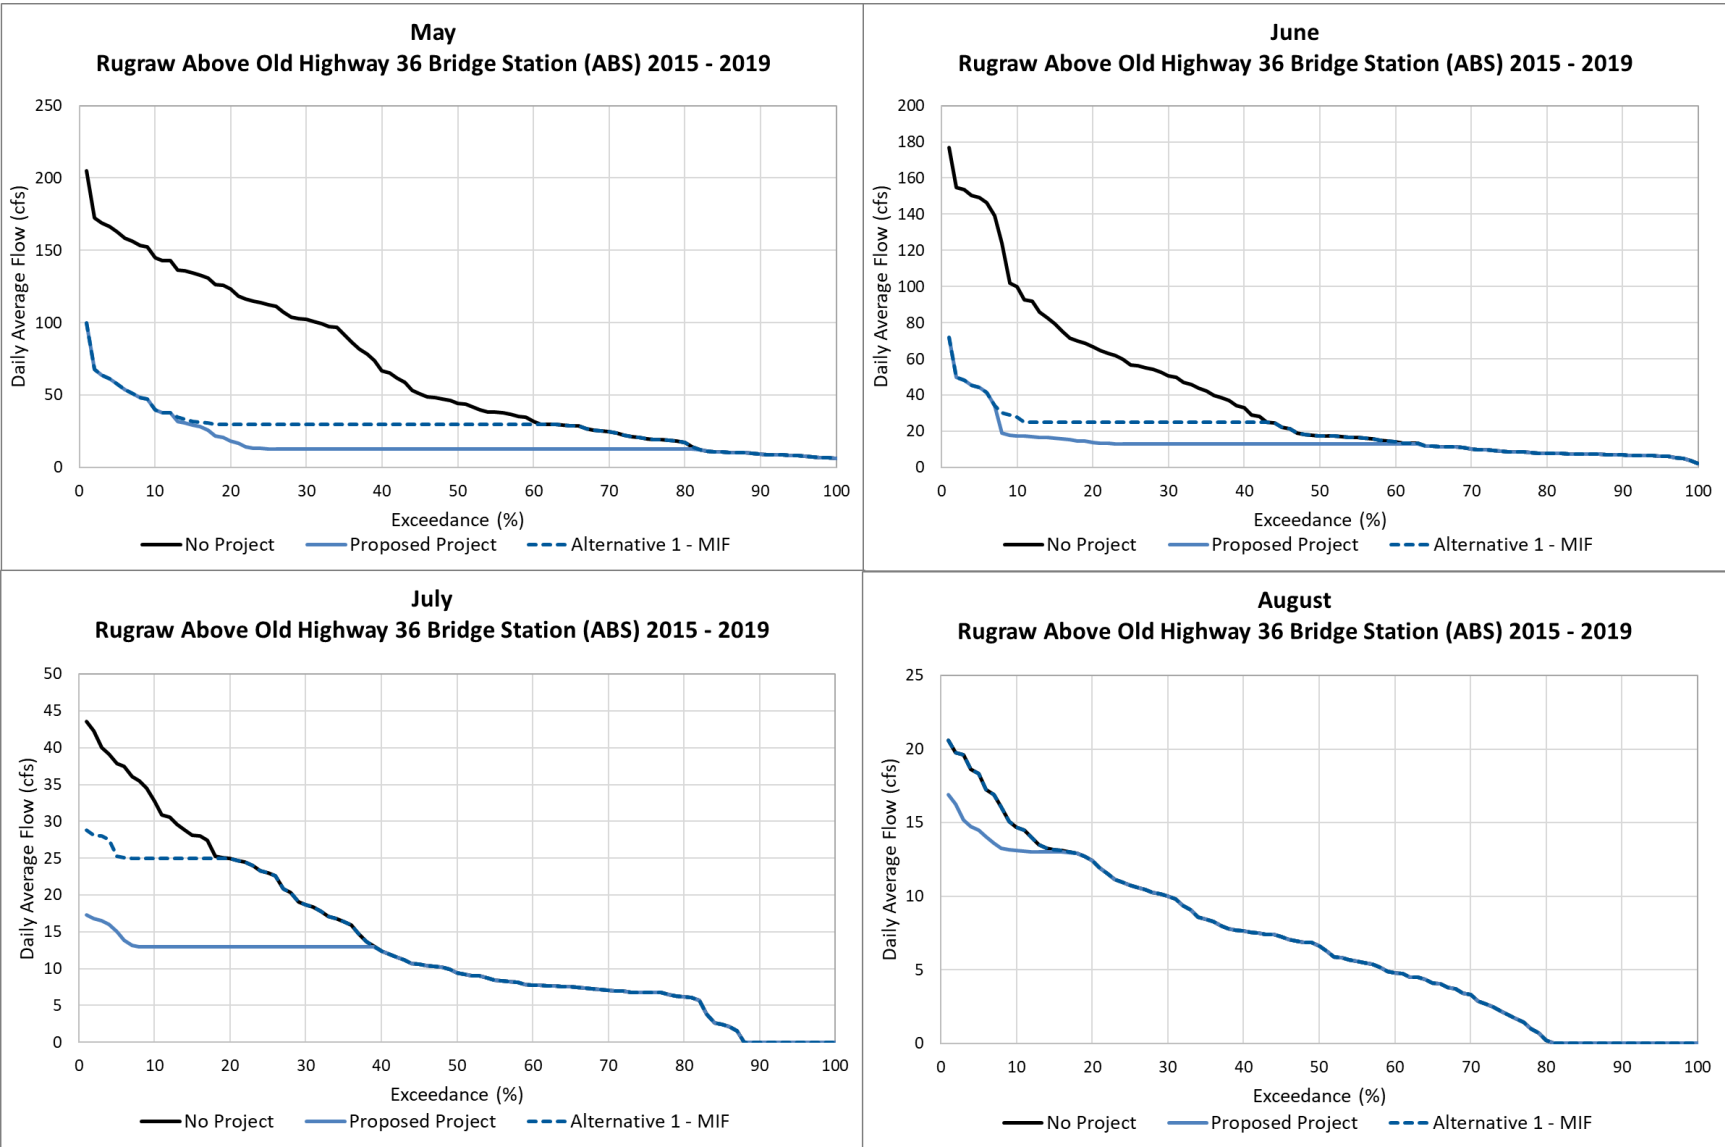 May
Rugraw Above Old Highway 36 Bridge Station (ABS) 2015 - 2019
Daily Average Flow (cfs)
250
200
150
100
50
0
0 10 20 30 40 50 60 70 80 90 100
Exceedance (%)
No Project Proposed Project Alternative 1 - MIF
June
Rugraw Above Old Highway 36 Bridge Station (ABS) 2015 - 2019
Daily Average Flow (cfs)
200
180
160
140
120
100
80
60
40
20
0
0 10 20 30 40 50 60 70 80 90 100
Exceedance (%)
No Project Proposed Project Alternative 1 - MIF
July
Rugraw Above Old Highway 36 Bridge Station (ABS) 2015 - 2019
Daily Average Flow (cfs)
50
45
40
35
30
25
20
15
10
5
0
0 10 20 30 40 50 60 70 80 90 100
Exceedance (%)
No Project Proposed Project Alternative 1 - MIF
August
Rugraw Above Old Highway 36 Bridge Station (ABS) 2015 - 2019
Daily Average Flow (cfs)
25
20
15
10
5
0
0 10 20 30 40 50 60 70 80 90 100
Exceedance (%)
No Project Proposed Project Alternative 1 - MIF